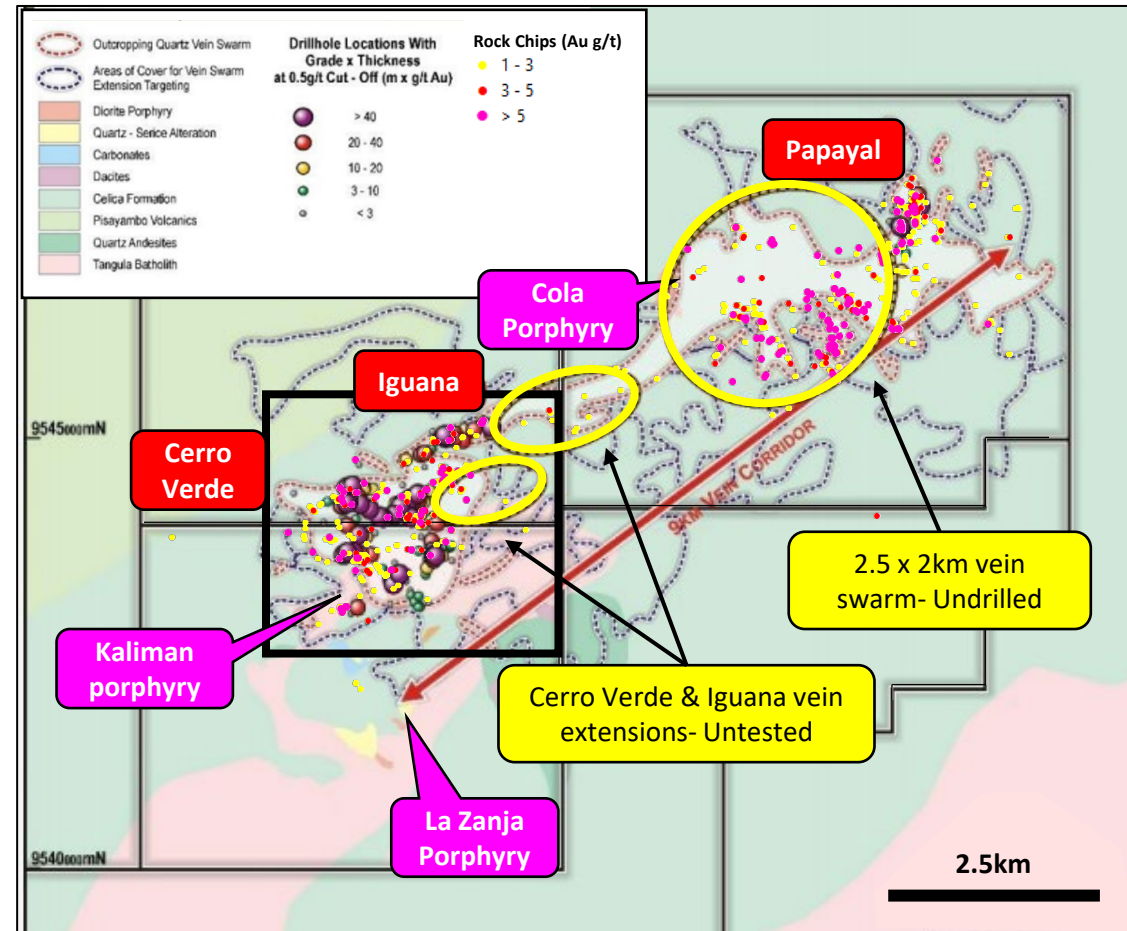 Outcropping Quartz Vein Swarm
Areas of Cover for Vein Swarm
Extension Targeting
Diorite Porphyry
Quartz - Serice Alteration
Carbonates
Dacites
Celica Formation
Pisayambo Volcanics
Quartz Andesites
Tangula Batholith
Drillhole Locations With
Grade x Thickness
at 0.5g/t Cut - Off (m x g/t Au)
> 40
20 - 40
10 - 20
3 - 10
< 3
Rock Chips (Au g/t)
1 - 3
3 - 5
> 5
Papayal
Cola
Porphyry
Iguana
9545000mN
Cerro
Verde
9KM VEIN CORRIDOR
2.5 x 2km vein
swarm- Undrilled
Kaliman
porphyry
Cerro Verde & Iguana vein
extensions- Untested
La Zanja
Porphyry
9540000mN
2.5km